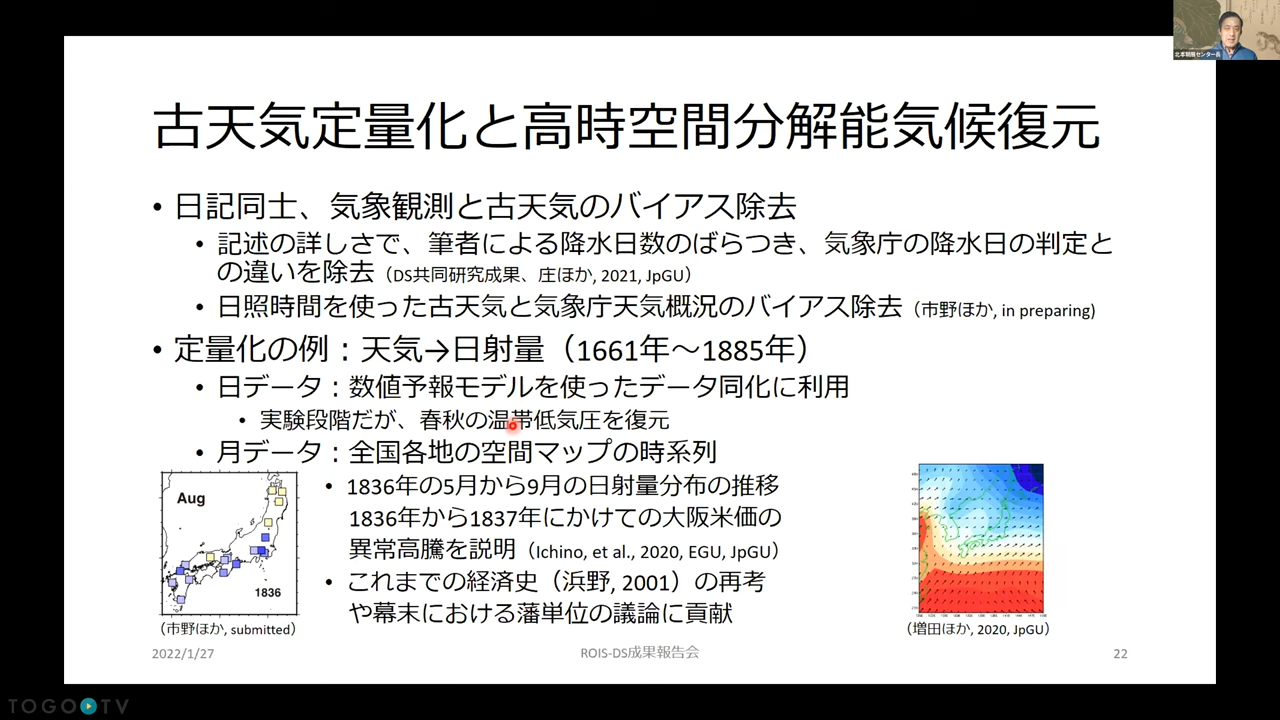 北本朝展センター長
古天気定量化と高時空間分解能気候復元
• 日記同士、気象観測と古天気のバイアス除去
• 記述の詳しさで、筆者による降水日数のばらつき、気象庁の降水日の判定と
の違いを除去（DS共同研究成果、庄ほか, 2021, JpGU）
• 日照時間を使った古天気と気象庁天気概況のバイアス除去（市野ほか, in preparing)
• 定量化の例：天気→日射量（1661年～1885年）
• 日データ：数値予報モデルを使ったデータ同化に利用
• 実験段階だが、春秋の温帯低気圧を復元
• 月データ：全国各地の空間マップの時系列
• 1836年の5月から9月の日射量分布の推移
1836年から1837年にかけての大阪米価の
異常高騰を説明（Ichino, et al., 2020, EGU, JpGU）
• これまでの経済史（浜野, 2001）の再考
や幕末における藩単位の議論に貢献
Aug
1836
（市野ほか, submitted）
（増田ほか, 2020, JpGU）
2022/1/27
ROIS-DS成果報告会
22
TOGO TV